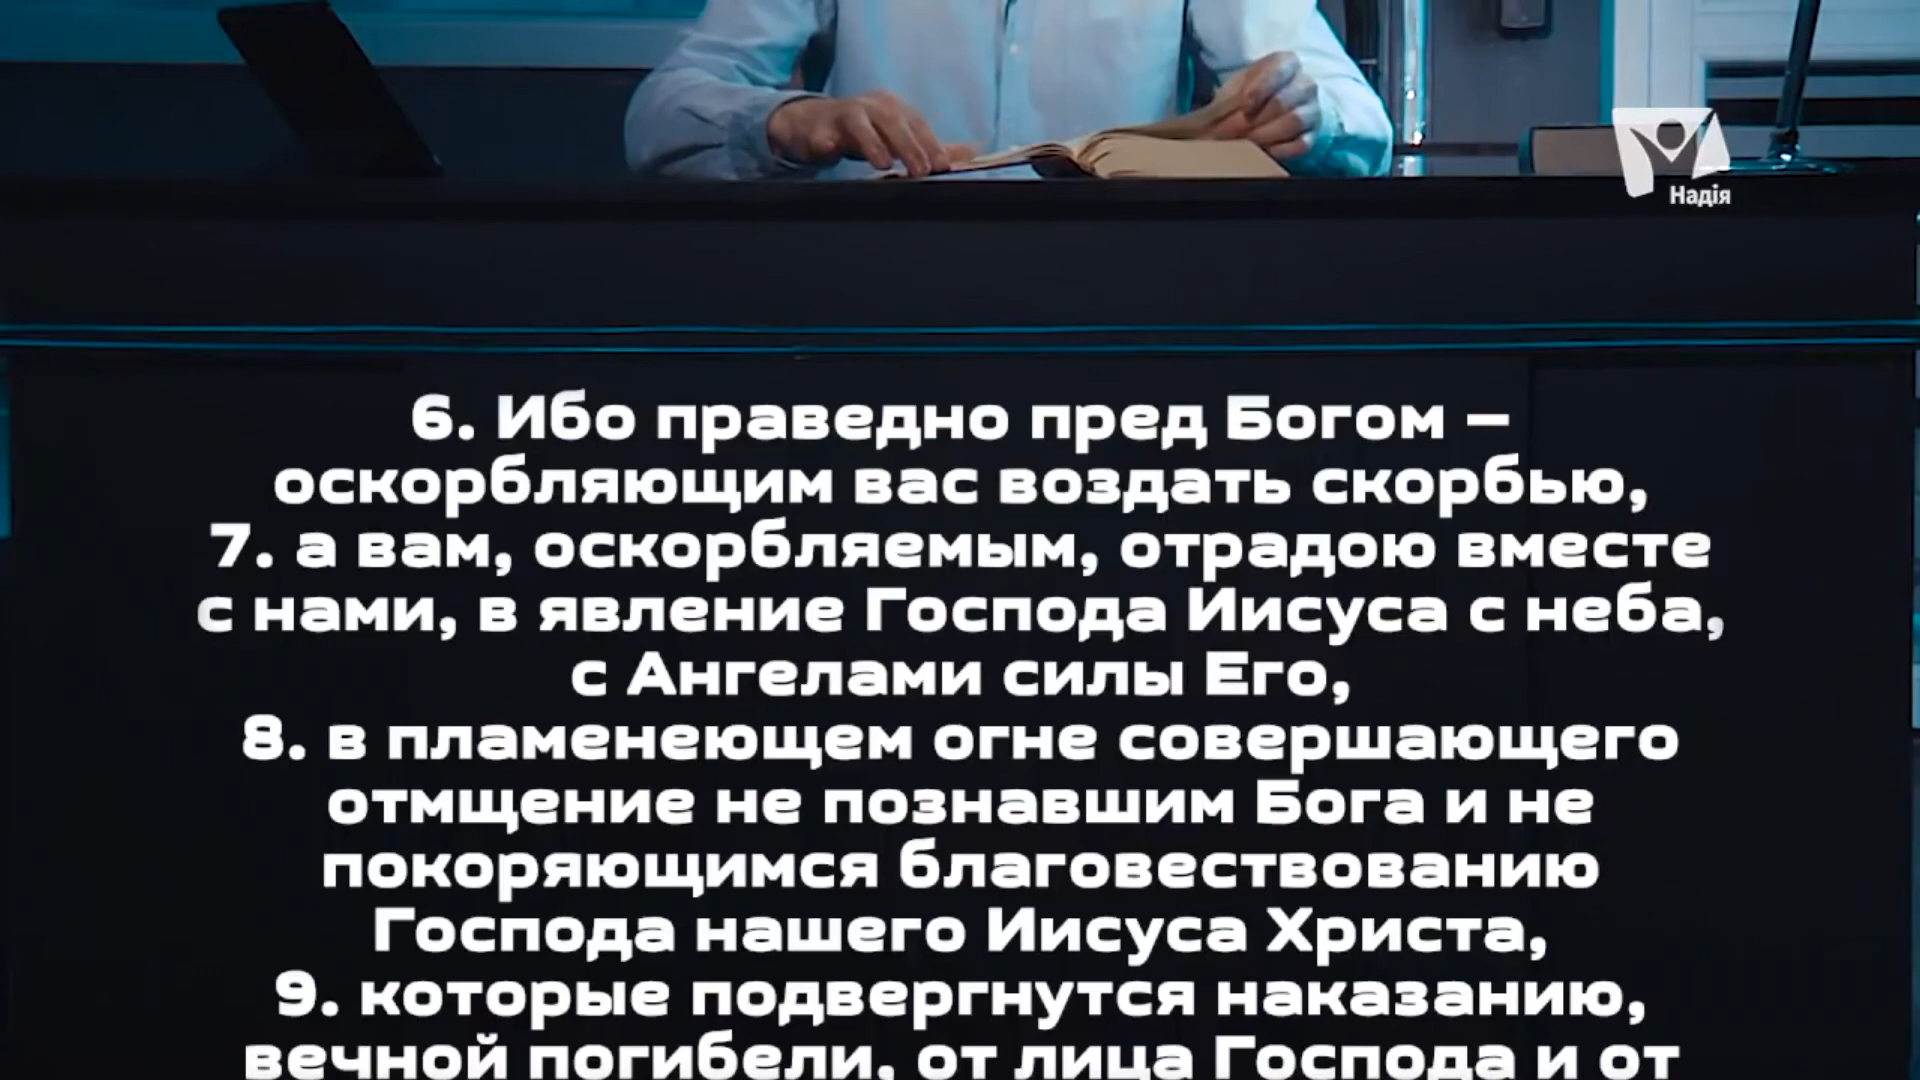 Надія
6. Ибо праведно пред Богом —
оскорбляющим вас воздать скорбью,
7. а вам, оскорбляемым, отрадою вместе
с нами, в явление Господа Иисуса с неба,
с Ангелами силы Его,
8. в пламенеющем огне совершающего
отмщение не познавшим Бога и не
покоряющимся благовествованию
Господа нашего Иисуса Христа,
9. которые подвергнутся наказанию,
вечной погибели, от лица Господа и от